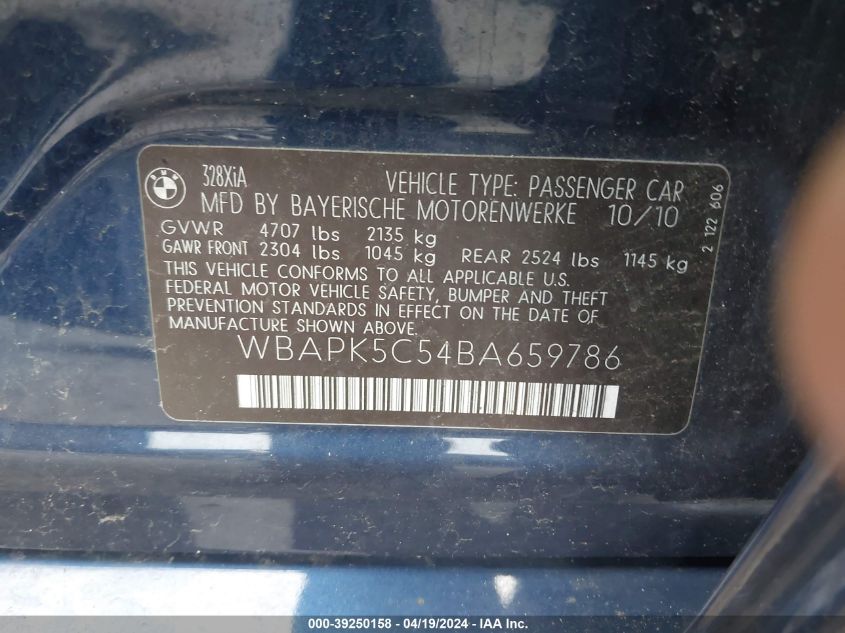 BMW
328XiA
VEHICLE TYPE: PASSENGER CAR
MFD BY BAYERISCHE MOTORENWERKE 10/10
GVWR 4707 lbs 2135 kg
GAWR FRONT 2304 lbs 1045 kg REAR 2524 lbs 1145 kg
THIS VEHICLE CONFORMS TO ALL APPLICABLE U.S.
FEDERAL MOTOR VEHICLE SAFETY, BUMPER AND THEFT
PREVENTION STANDARDS IN EFFECT ON THE DATE OF
MANUFACTURE SHOWN ABOVE.
WBAPK5C54BA659786
2 122 606
000-39250158 - 04/19/2024 - IAA Inc.